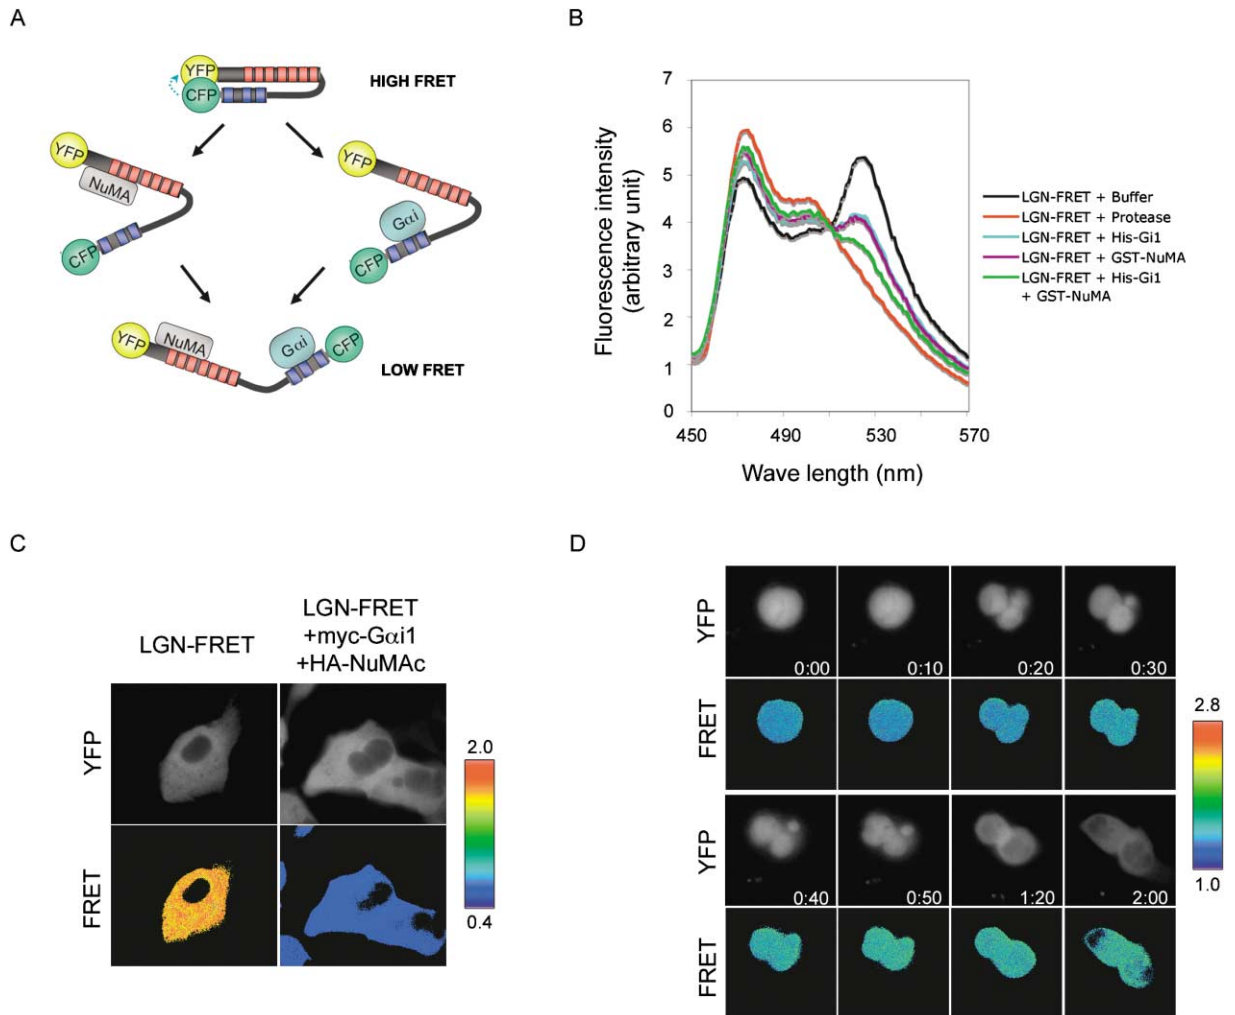 A
YFP
CFP
HIGH FRET
YFP
NuMA
CFP
YFP
Gαi
CFP
YFP
NuMA
Gαi
CFP
LOW FRET
B
Fluorescence intensity
(arbitrary unit)
7
6
5
4
3
2
1
0
450
490
530
570
Wave length (nm)
LGN-FRET + Buffer
LGN-FRET + Protease
LGN-FRET + His-Gi1
LGN-FRET + GST-NuMA
LGN-FRET + His-Gi1
+ GST-NuMA
C
LGN-FRET
LGN-FRET
+myc-Gαi1
+HA-NuMAc
YFP
FRET
2.0
0.4
D
YFP
0:00
0:10
0:20
0:30
FRET
YFP
0:40
0:50
1:20
2:00
FRET
2.8
1.0